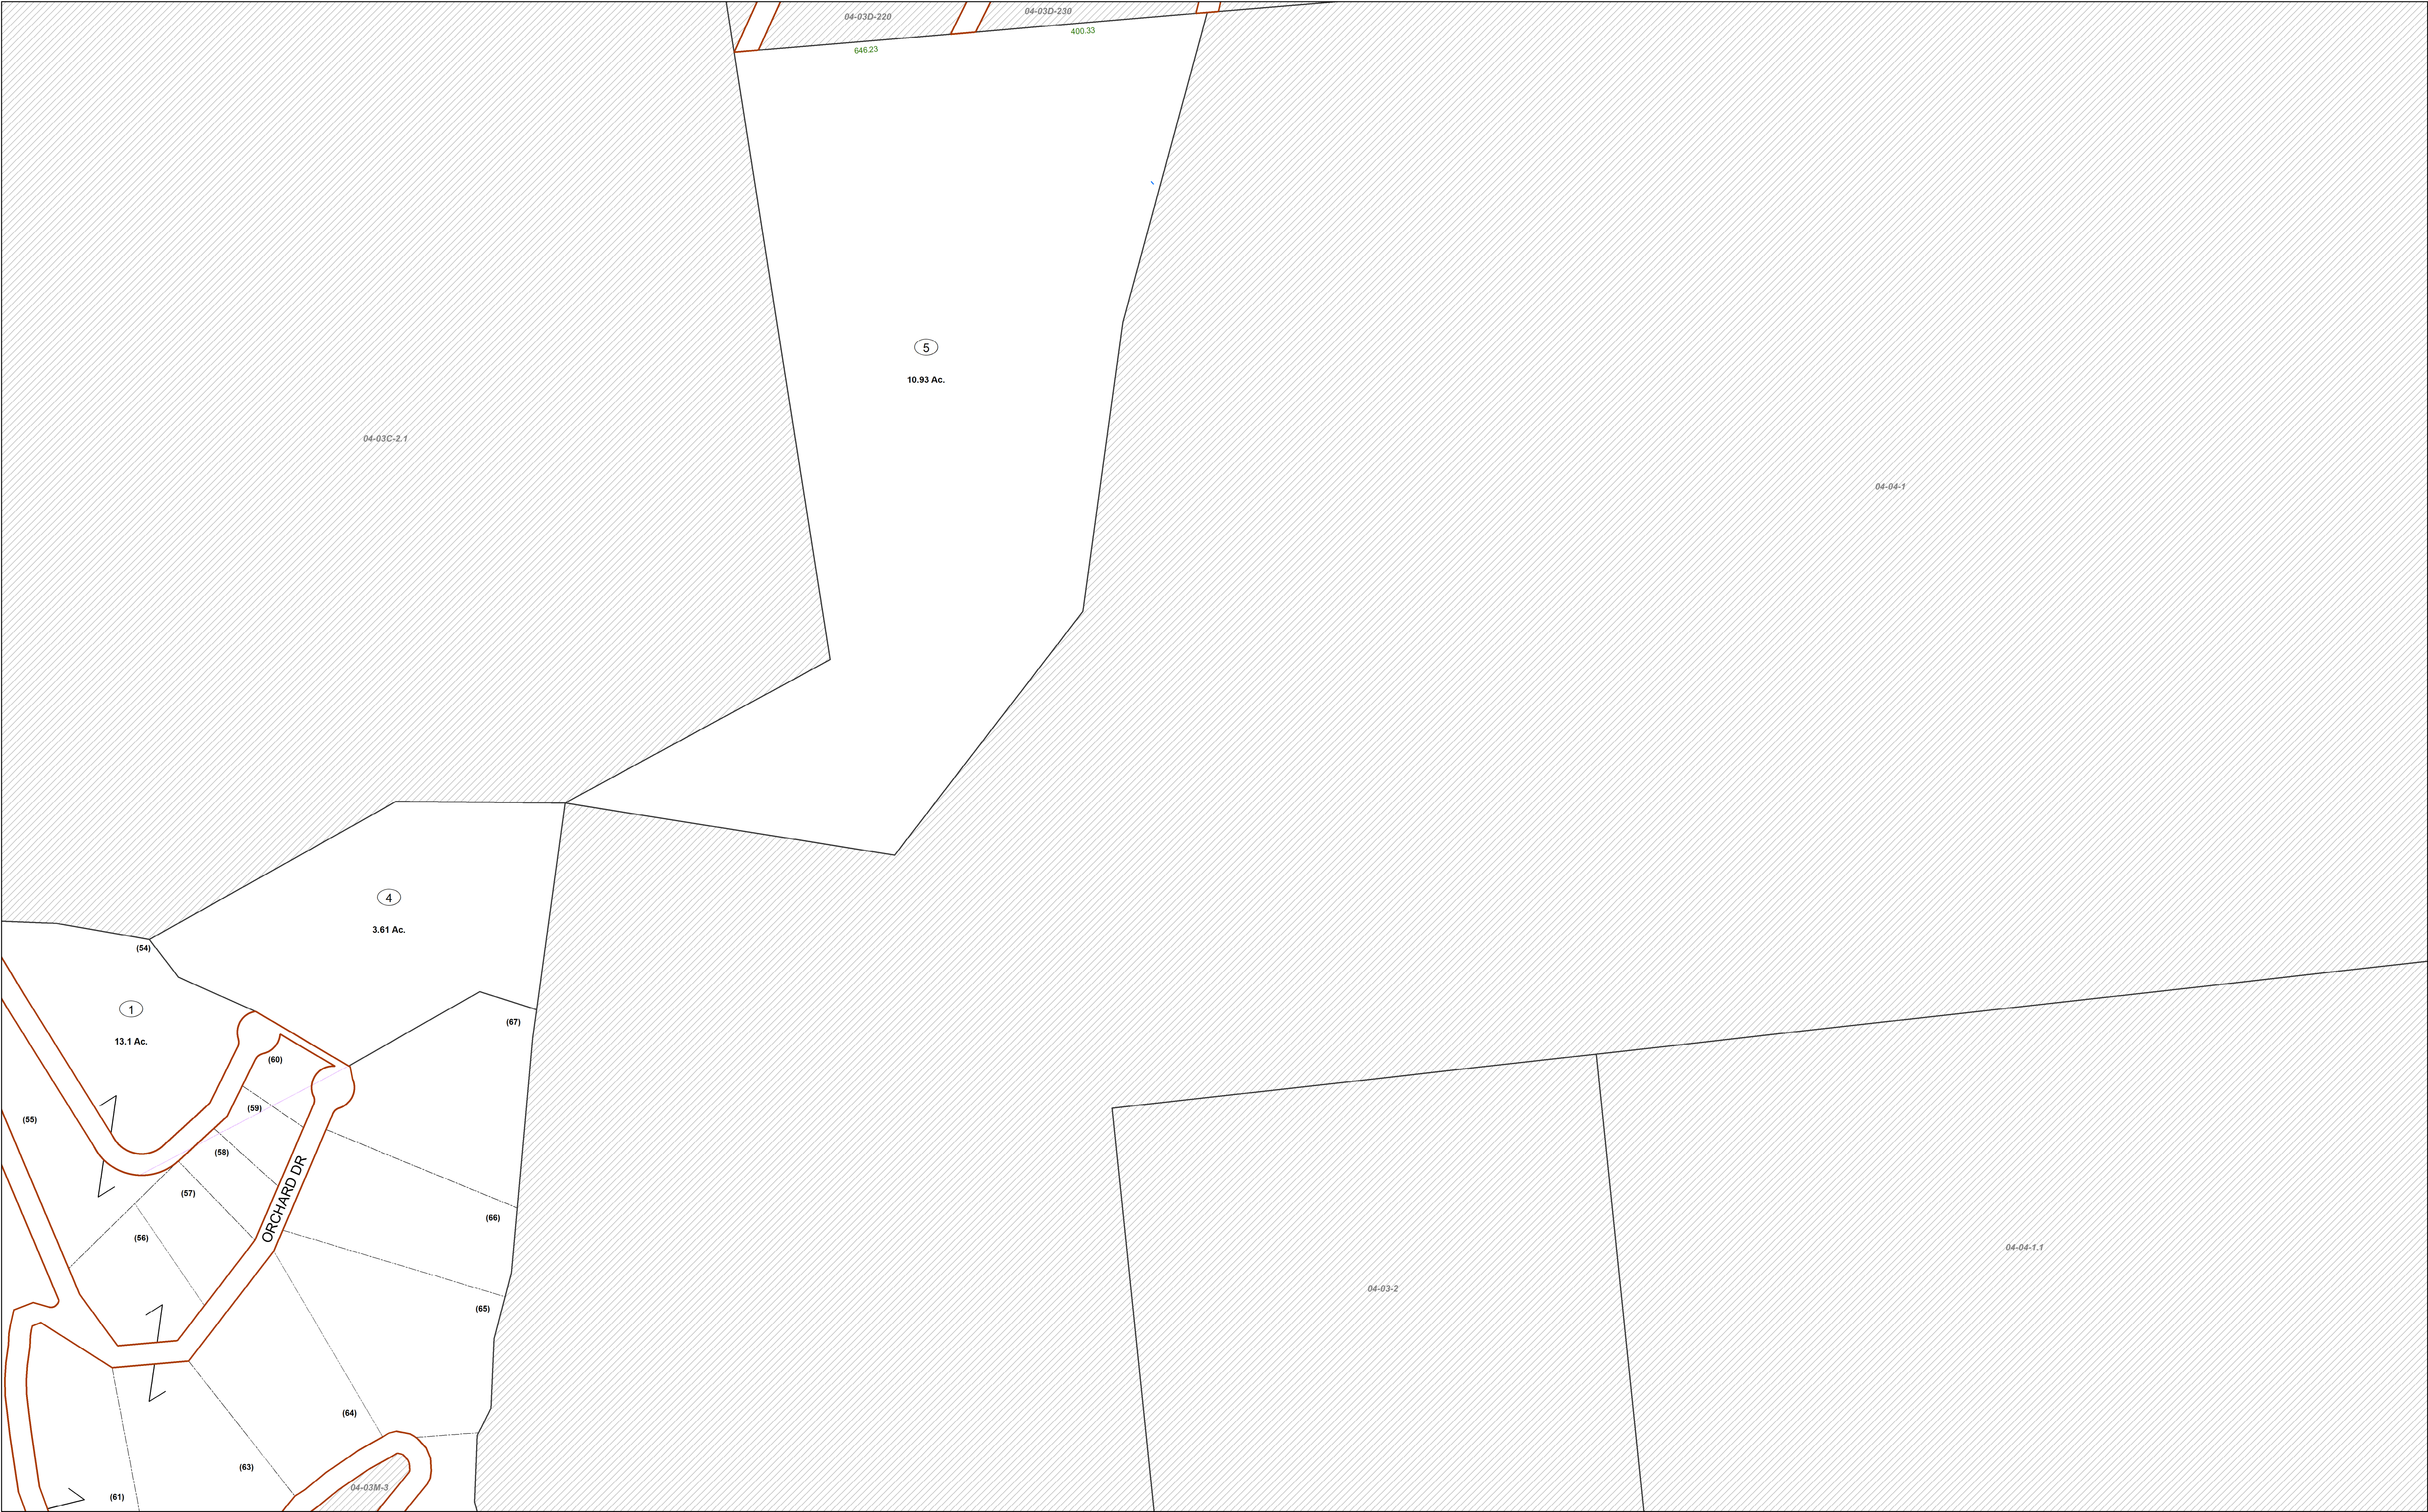 04-03D-220
04-03D-230
400.33
646.23
5
10.93 Ac.
04-03C-2.1
04-04-1
4
3.61 Ac.
(54)
1
13.1 Ac.
(67)
(60)
(59)
(55)
(58)
(57)
(66)
ORCHARD DR
(56)
04-04-1.1
04-03-2
(65)
(64)
(63)
04-03M-3
(61)